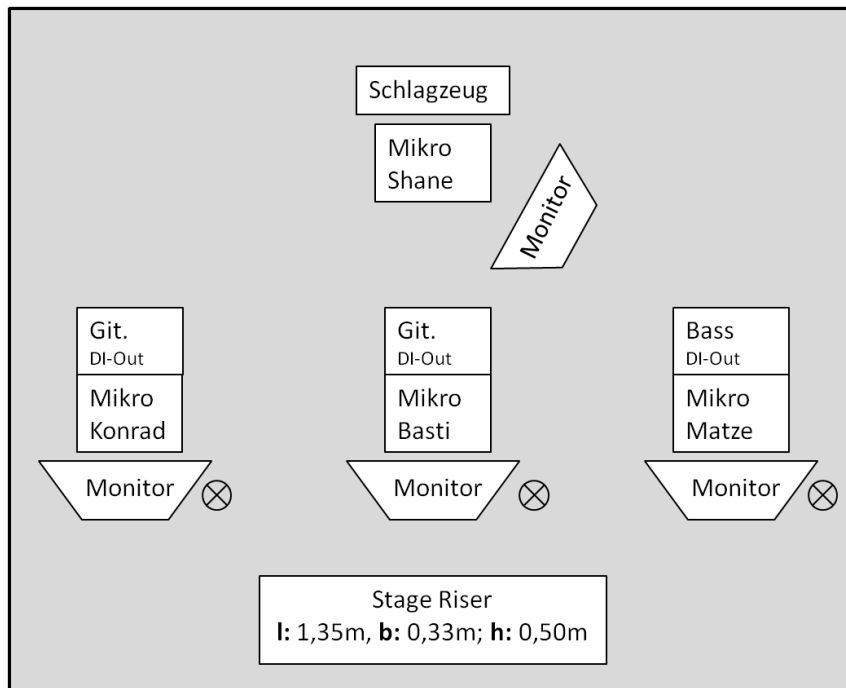 Schlagzeug
Mikro
Shane
Monitor
Git.
DI-Out
Mikro
Konrad
Monitor
Git.
DI-Out
Mikro
Basti
Monitor
Bass
DI-Out
Mikro
Matze
Monitor
Stage Riser
l: 1,35m, b: 0,33m; h: 0,50m